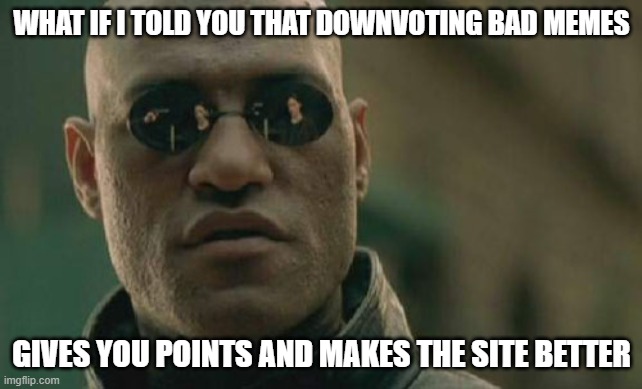 WHAT IF I TOLD YOU THAT DOWNVOTING BAD MEMES
GIVES YOU POINTS AND MAKES THE SITE BETTER
imgflip.com